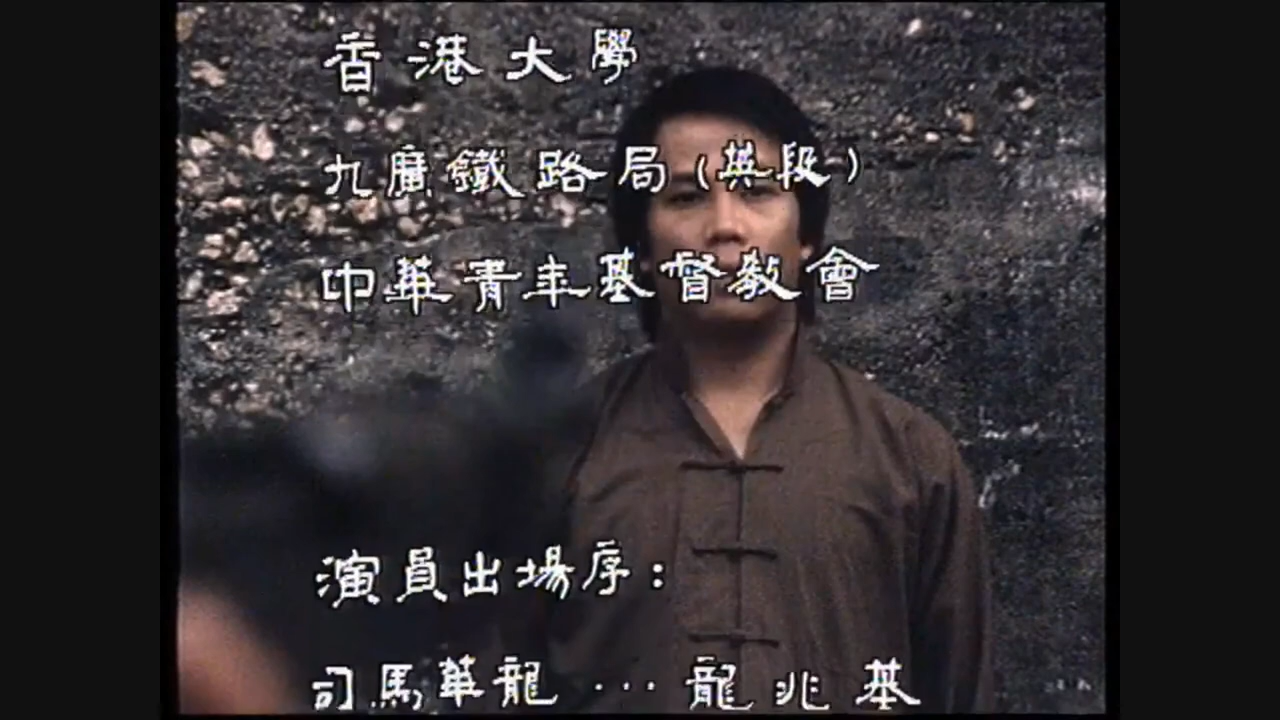 香港大學
九廣鐵路局(英段)
中華青年基督教會
演員出場序:
司馬華龍...龍兆基